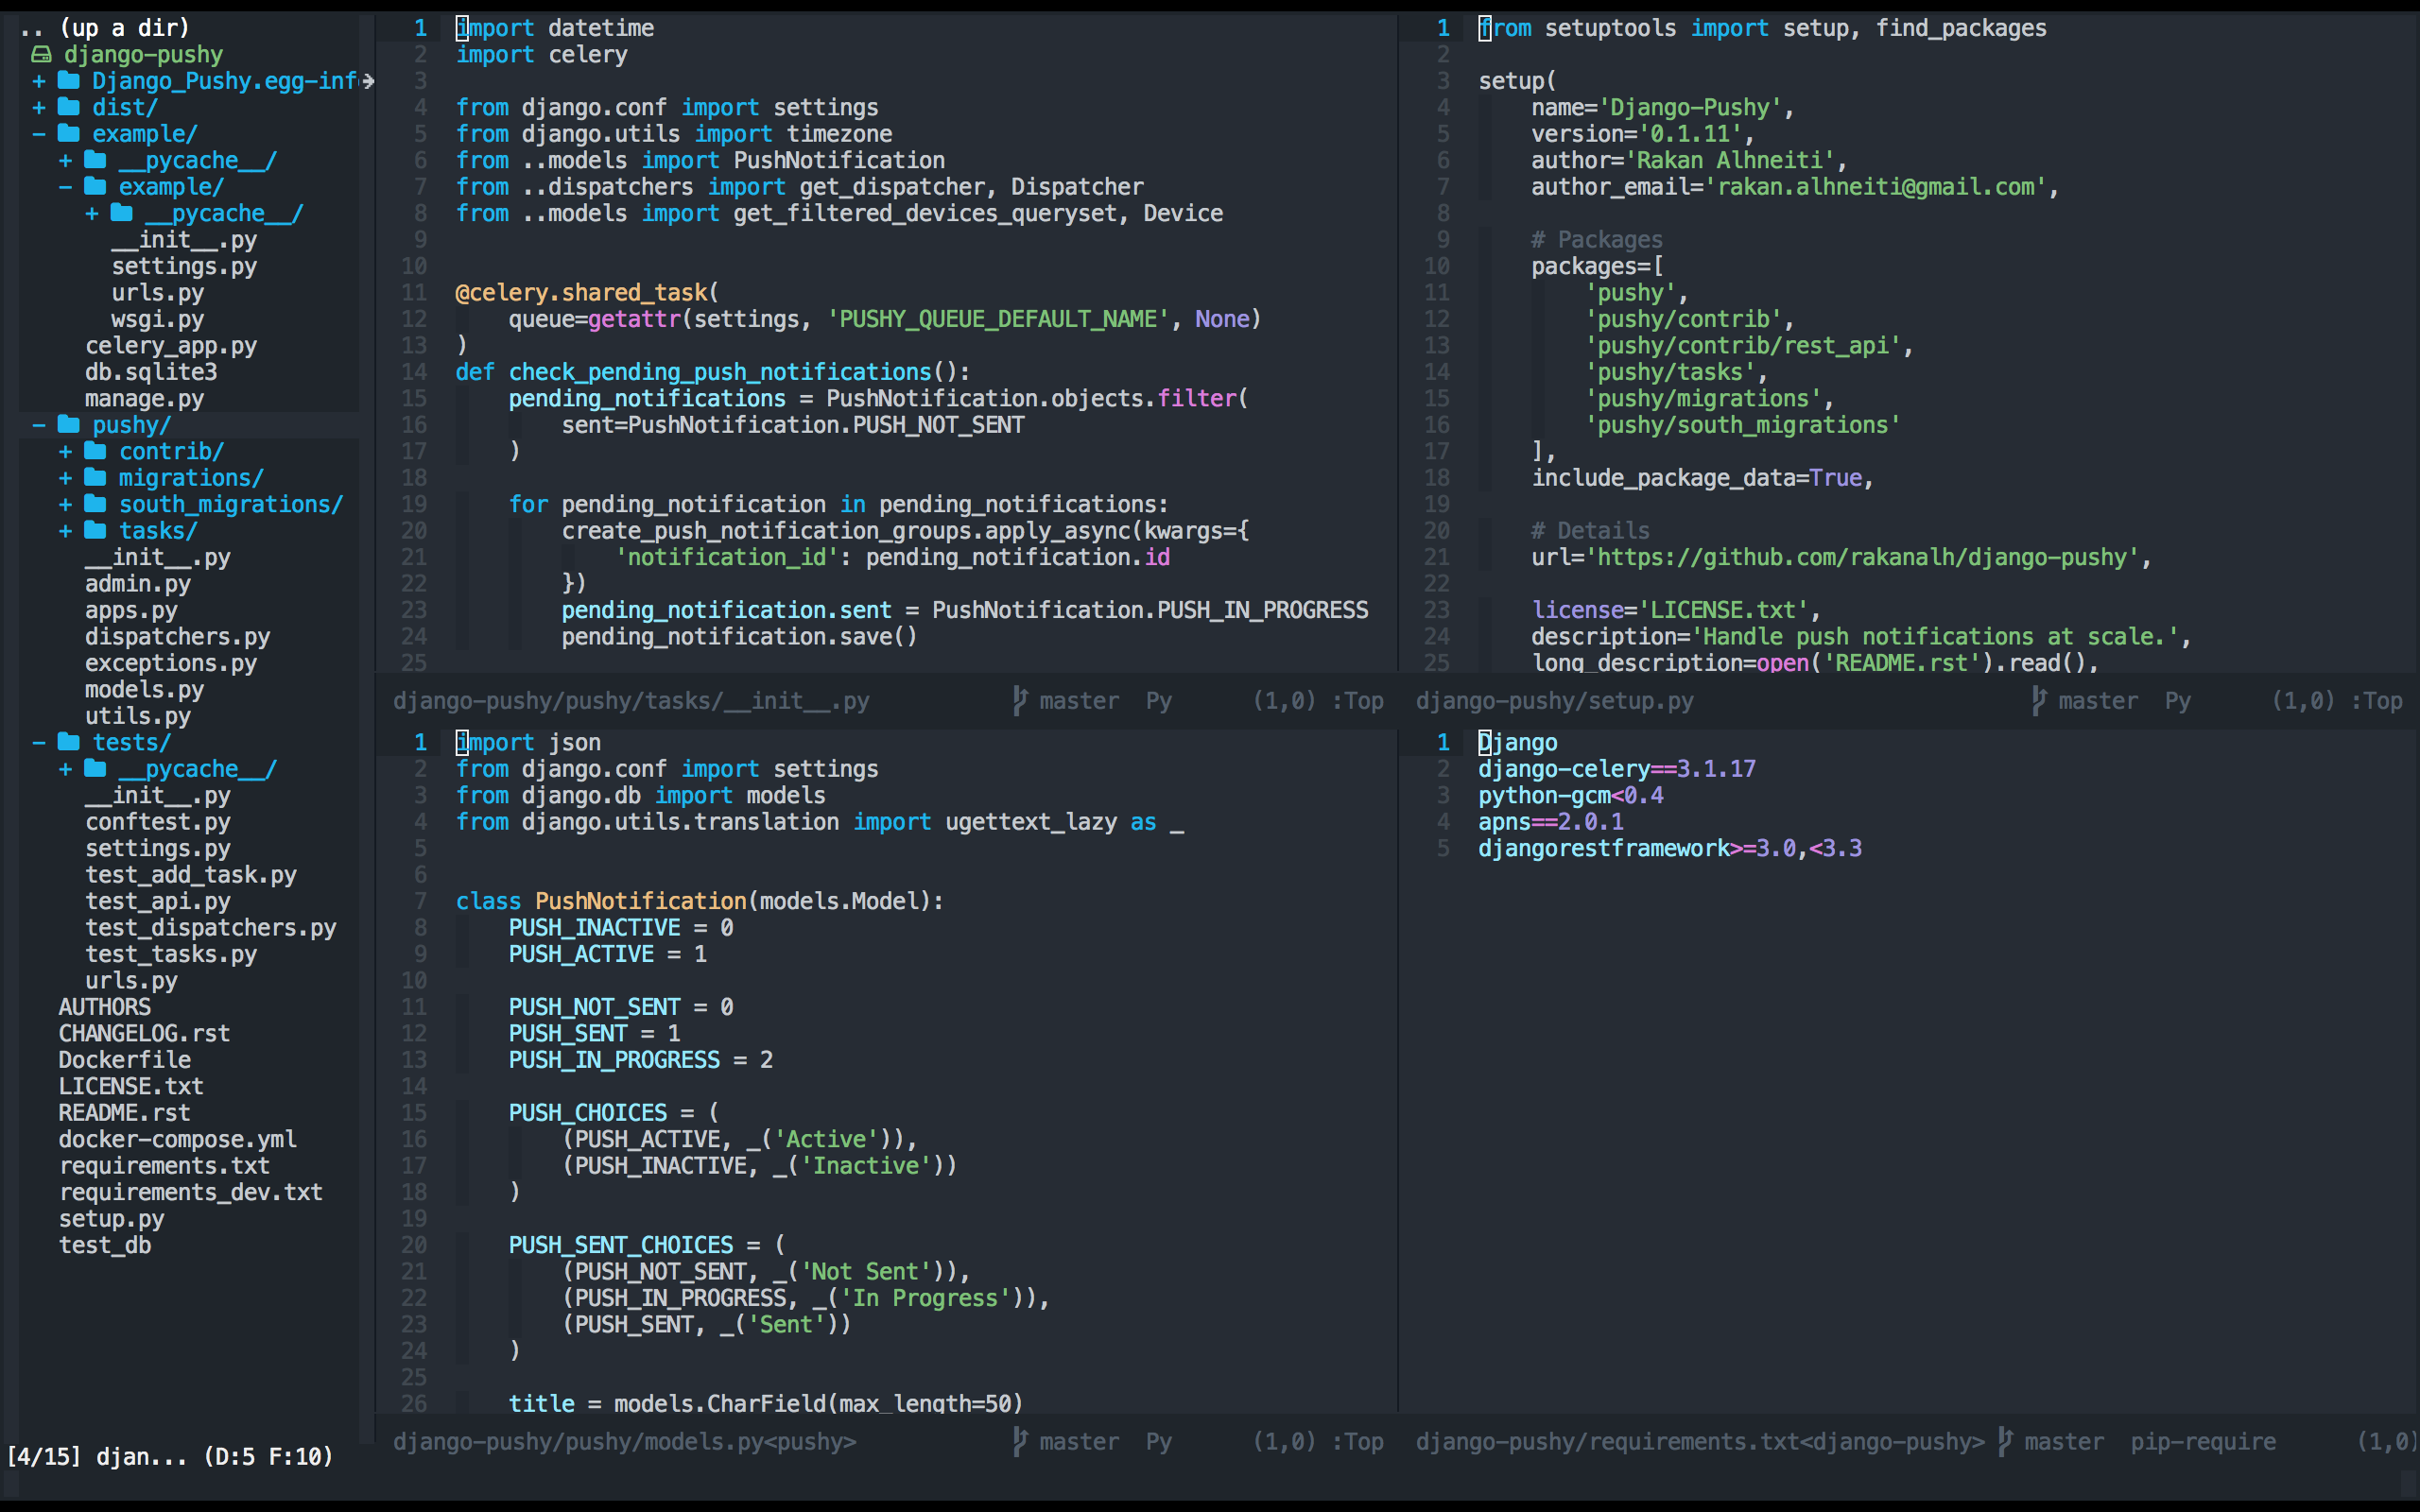 .. (up a dir)
django-pushy
+ Django_Pushy.egg-inf
+ dist/
- example/
+ __pycache__/
- example/
+ __pycache__/
__init__.py
settings.py
urls.py
wsgi.py
celery_app.py
db.sqlite3
manage.py
- pushy/
+ contrib/
+ migrations/
+ south_migrations/
+ tasks/
__init__.py
admin.py
apps.py
dispatchers.py
exceptions.py
models.py
utils.py
- tests/
+ __pycache__/
__init__.py
conftest.py
settings.py
test_add_task.py
test_api.py
test_dispatchers.py
test_tasks.py
urls.py
AUTHORS
CHANGELOG.rst
Dockerfile
LICENSE.txt
README.rst
docker-compose.yml
requirements.txt
requirements_dev.txt
setup.py
test_db
[4/15] djan... (D:5 F:10)
1 import datetime
2 import celery
3
4 from django.conf import settings
5 from django.utils import timezone
6 from ..models import PushNotification
7 from ..dispatchers import get_dispatcher, Dispatcher
8 from ..models import get_filtered_devices_queryset, Device
9
10
11 @celery.shared_task(
12     queue=getattr(settings, 'PUSHY_QUEUE_DEFAULT_NAME', None)
13 )
14 def check_pending_push_notifications():
15     pending_notifications = PushNotification.objects.filter(
16         sent=PushNotification.PUSH_NOT_SENT
17     )
18
19     for pending_notification in pending_notifications:
20         create_push_notification_groups.apply_async(kwargs={
21             'notification_id': pending_notification.id
22         })
23         pending_notification.sent = PushNotification.PUSH_IN_PROGRESS
24         pending_notification.save()
25
django-pushy/pushy/tasks/__init__.py master Py (1,0) :Top
1 from setuptools import setup, find_packages
2
3 setup(
4     name='Django-Pushy',
5     version='0.1.11',
6     author='Rakan Alhneiti',
7     author_email='rakan.alhneiti@gmail.com',
8
9     # Packages
10     packages=[
11         'pushy',
12         'pushy/contrib',
13         'pushy/contrib/rest_api',
14         'pushy/tasks',
15         'pushy/migrations',
16         'pushy/south_migrations'
17     ],
18     include_package_data=True,
19
20     # Details
21     url='https://github.com/rakanalh/django-pushy',
22
23     license='LICENSE.txt',
24     description='Handle push notifications at scale.',
25     long_description=open('README.rst').read(),
django-pushy/setup.py master Py (1,0) :Top
1 import json
2 from django.conf import settings
3 from django.db import models
4 from django.utils.translation import ugettext_lazy as _
5
6
7 class PushNotification(models.Model):
8     PUSH_INACTIVE = 0
9     PUSH_ACTIVE = 1
10
11     PUSH_NOT_SENT = 0
12     PUSH_SENT = 1
13     PUSH_IN_PROGRESS = 2
14
15     PUSH_CHOICES = (
16         (PUSH_ACTIVE, _('Active')),
17         (PUSH_INACTIVE, _('Inactive'))
18     )
19
20     PUSH_SENT_CHOICES = (
21         (PUSH_NOT_SENT, _('Not Sent')),
22         (PUSH_IN_PROGRESS, _('In Progress')),
23         (PUSH_SENT, _('Sent'))
24     )
25
26     title = models.CharField(max_length=50)
django-pushy/pushy/models.py<pushy> master Py (1,0) :Top
1 Django
2 django-celery==3.1.17
3 python-gcm<0.4
4 apns==2.0.1
5 djangorestframework>=3.0,<3.3
django-pushy/requirements.txt<django-pushy> master pip-require (1,0)